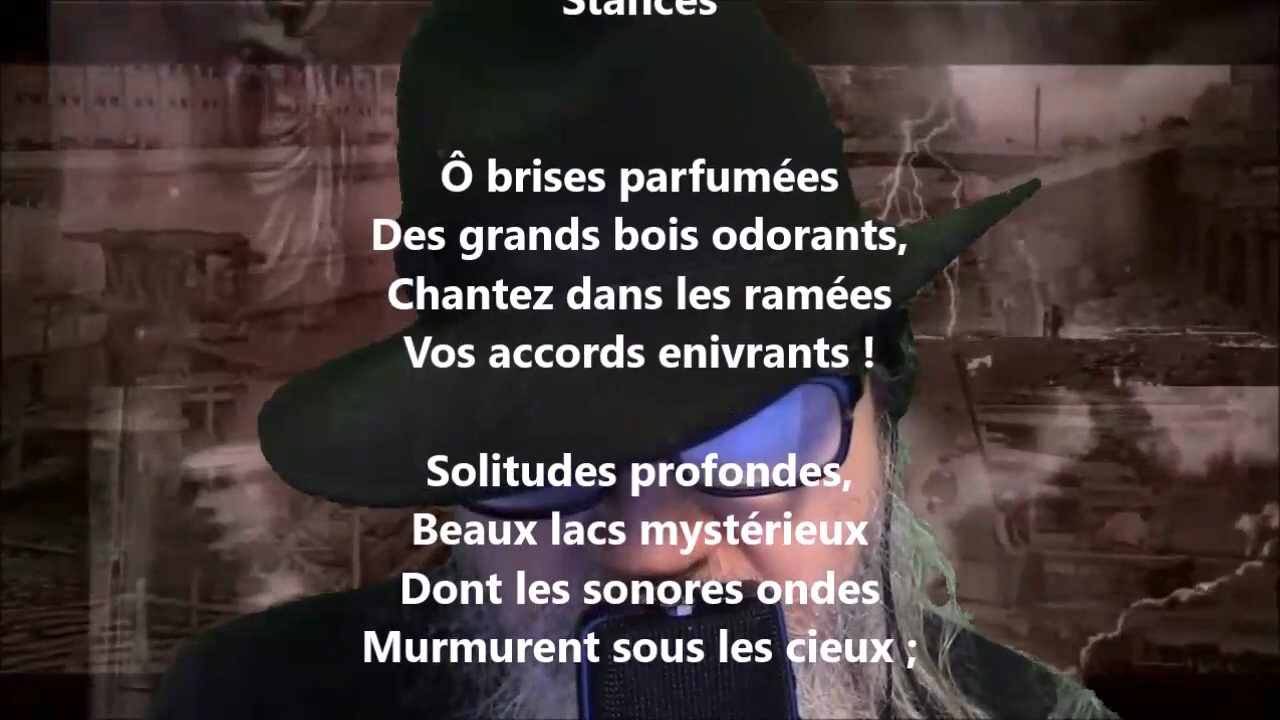 Stances
Ô brises parfumées
Des grands bois odorants,
Chantez dans les ramées
Vos accords enivrants !
Solitudes profondes,
Beaux lacs mystérieux
Dont les sonores ondes
Murmurent sous les cieux ;